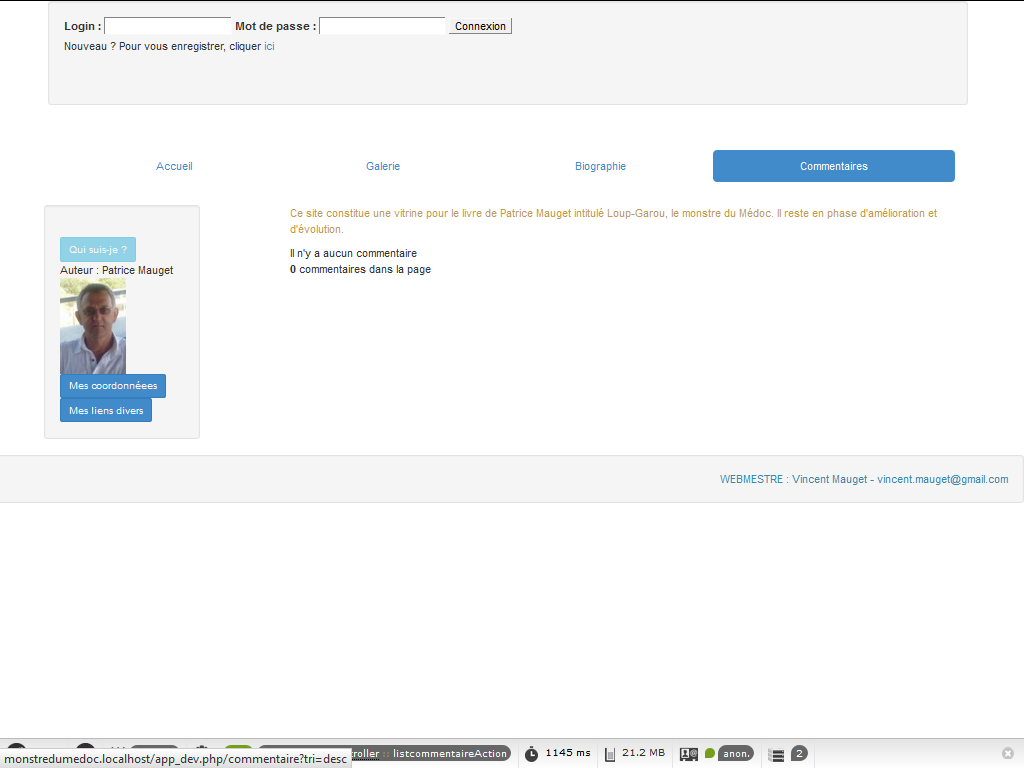 Login : Mot de passe : Connexion
Nouveau ? Pour vous enregistrer, cliquer ici
Accueil Galerie Biographie Commentaires
Qui suis-je ?
Auteur : Patrice Mauget
Mes coordonnéees
Mes liens divers
Ce site constitue une vitrine pour le livre de Patrice Mauget intitulé Loup-Garou, le monstre du Médoc. Il reste en phase d'amélioration et
d'évolution.
Il n'y a aucun commentaire
0 commentaires dans la page
WEBMESTRE : Vincent Mauget - vincent.mauget@gmail.com
troller :: listcommentaireAction 1145 ms 21.2 MB anon. 2
monstredumedoc.localhost/app_dev.php/commentaire?tri=desc